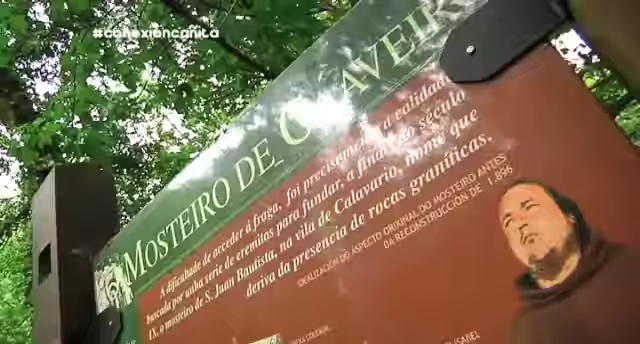 #conexioncanita
MOSTEIRO DE CAAVEIRO
A dificultade de acceder á fraga, foi precisamente a calidade
buscada por unha serie de eremitas para fundar, a finais do século
IX, o mosteiro de S. Juan Bautista, na vila de Calavario, nome que
deriva da presencia de rocas graníticas.
IDEALIZACIÓN DO ASPECTO ORIXINAL DO MOSTEIRO ANTES
DA RECONSTRUCCIÓN DE 1.896
ISABEL